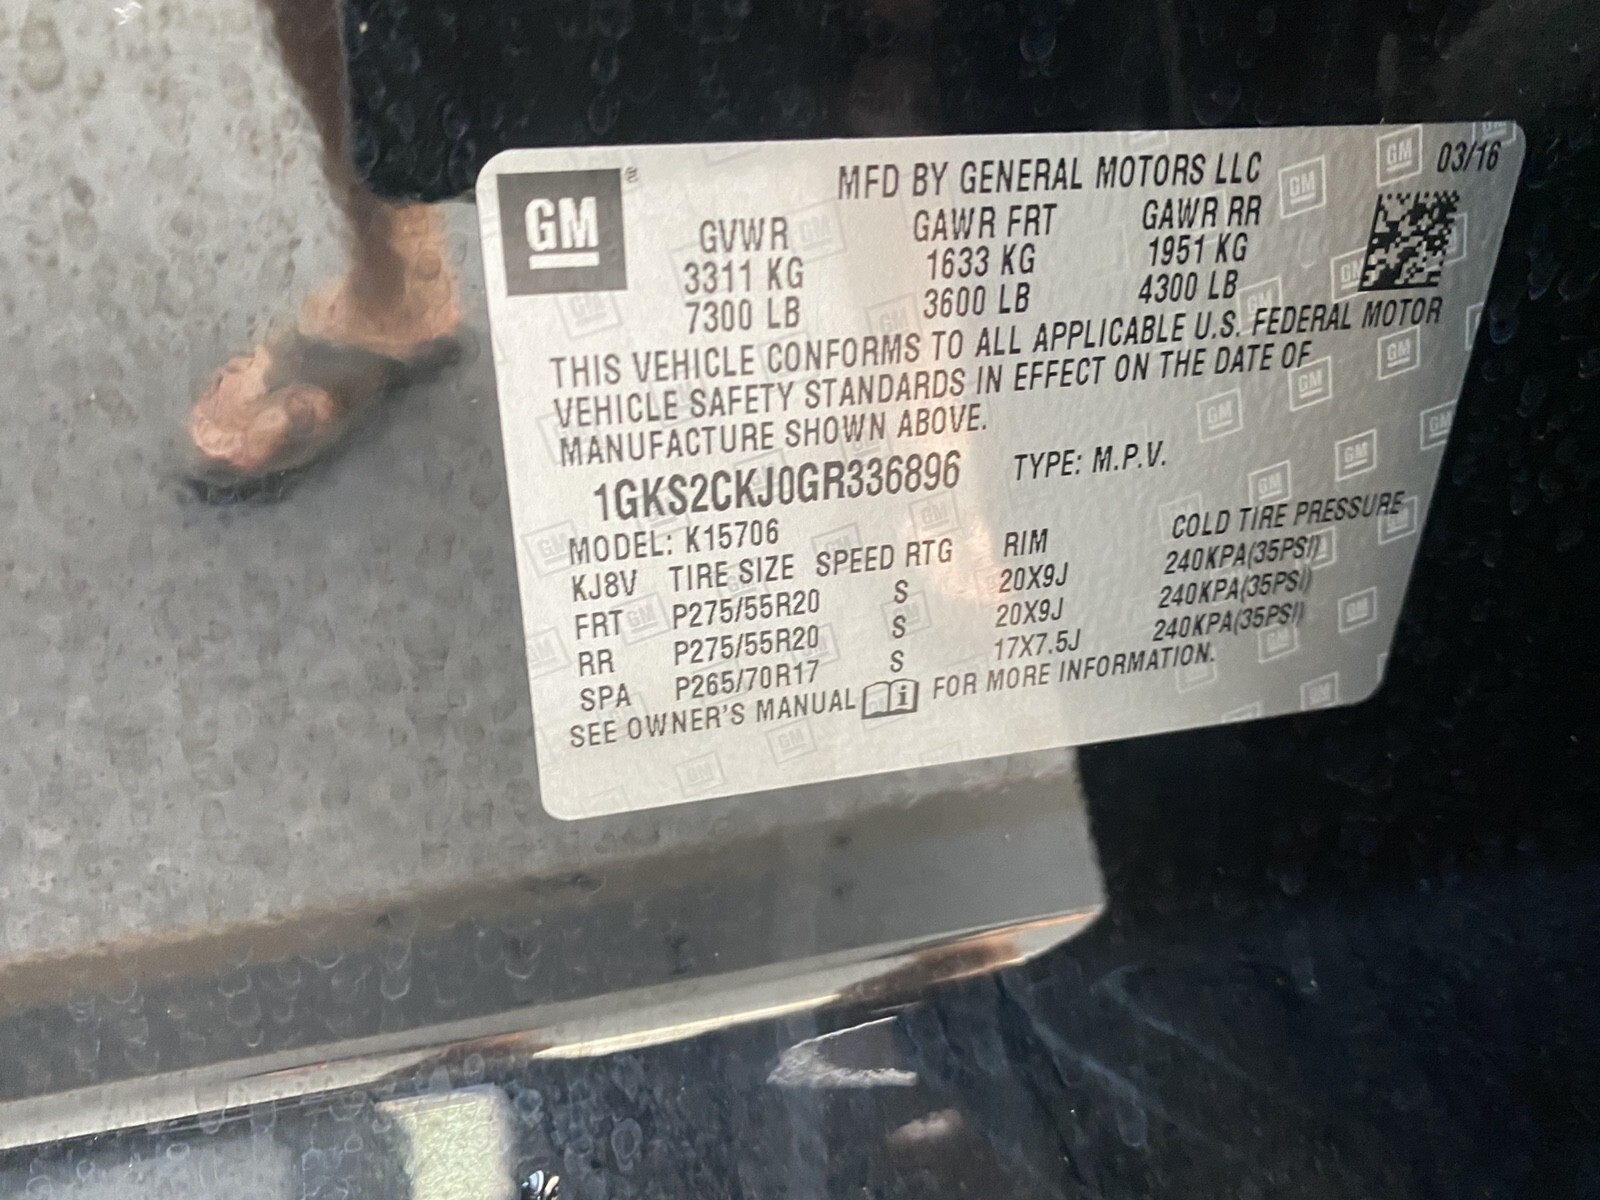 GM®
MFD BY GENERAL MOTORS LLC 03/16
GVWR GAWR FRT GAWR RR
3311 KG 1633 KG 1951 KG
7300 LB 3600 LB 4300 LB
THIS VEHICLE CONFORMS TO ALL APPLICABLE U.S. FEDERAL MOTOR
VEHICLE SAFETY STANDARDS IN EFFECT ON THE DATE OF
MANUFACTURE SHOWN ABOVE.
1GKS2CKJ0GR336896 TYPE: M.P.V.
MODEL: K15706
KJ8V TIRE SIZE SPEED RTG RIM COLD TIRE PRESSURE
FRT P275/55R20 S 20X9J 240KPA(35PSI)
RR P275/55R20 S 20X9J 240KPA(35PSI)
SPA P265/70R17 S 17X7.5J 240KPA(35PSI)
SEE OWNER'S MANUAL FOR MORE INFORMATION.